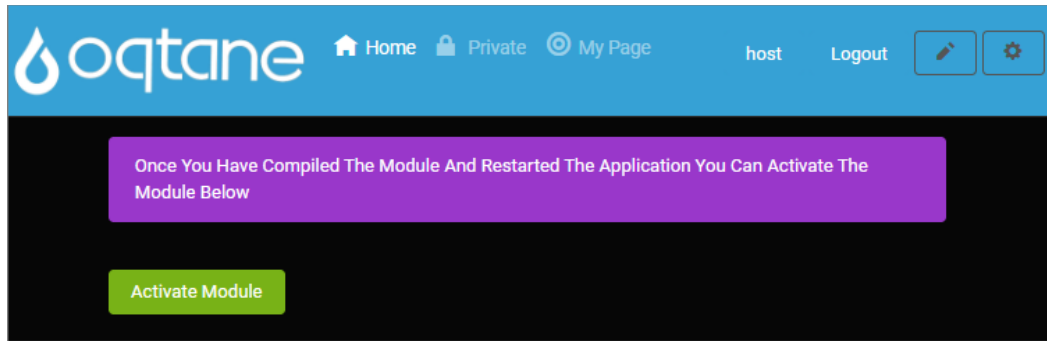 oqtane Home Private My Page host Logout
Once You Have Compiled The Module And Restarted The Application You Can Activate The
Module Below
Activate Module